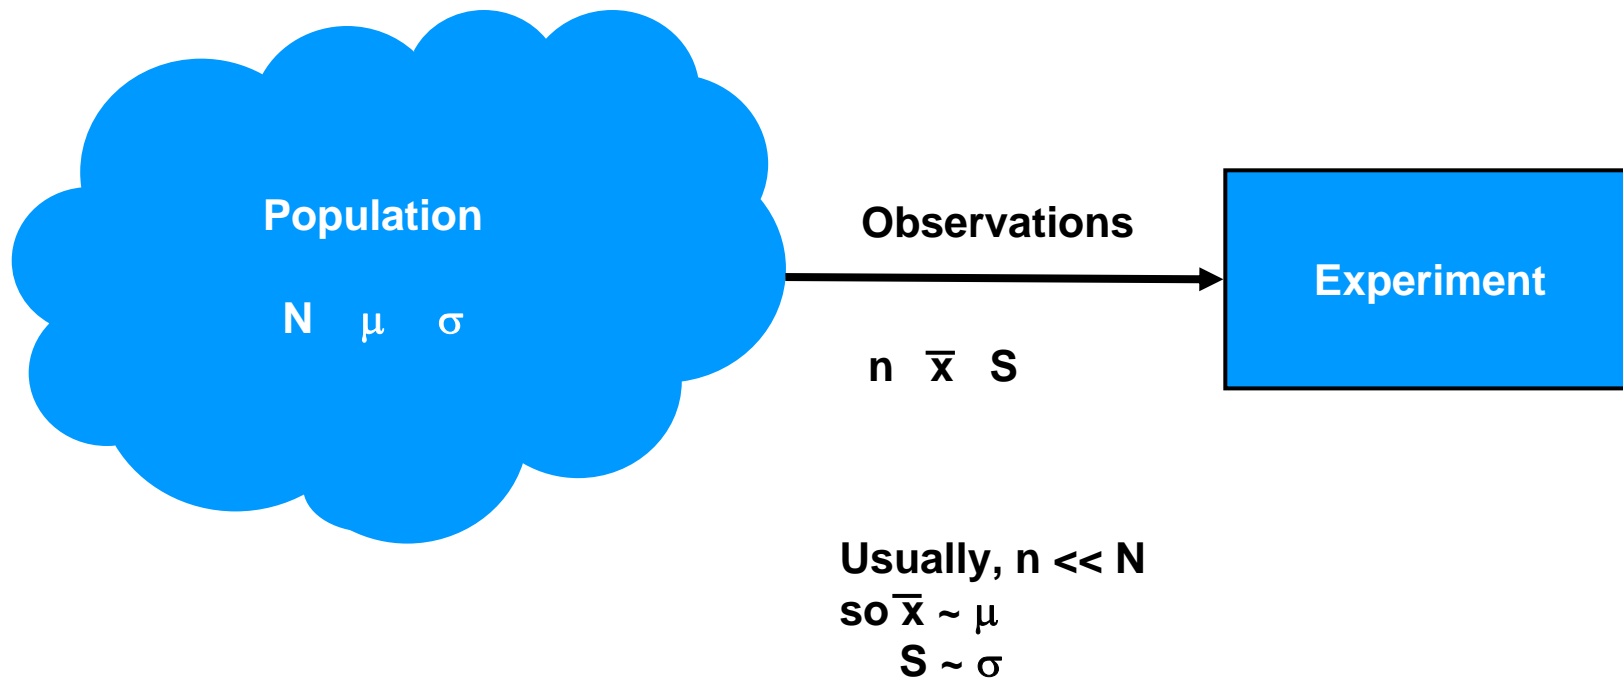 Population
N μ σ
Observations
n x̅ S
Experiment
Usually, n << N
so x̅ ~ μ
S ~ σ